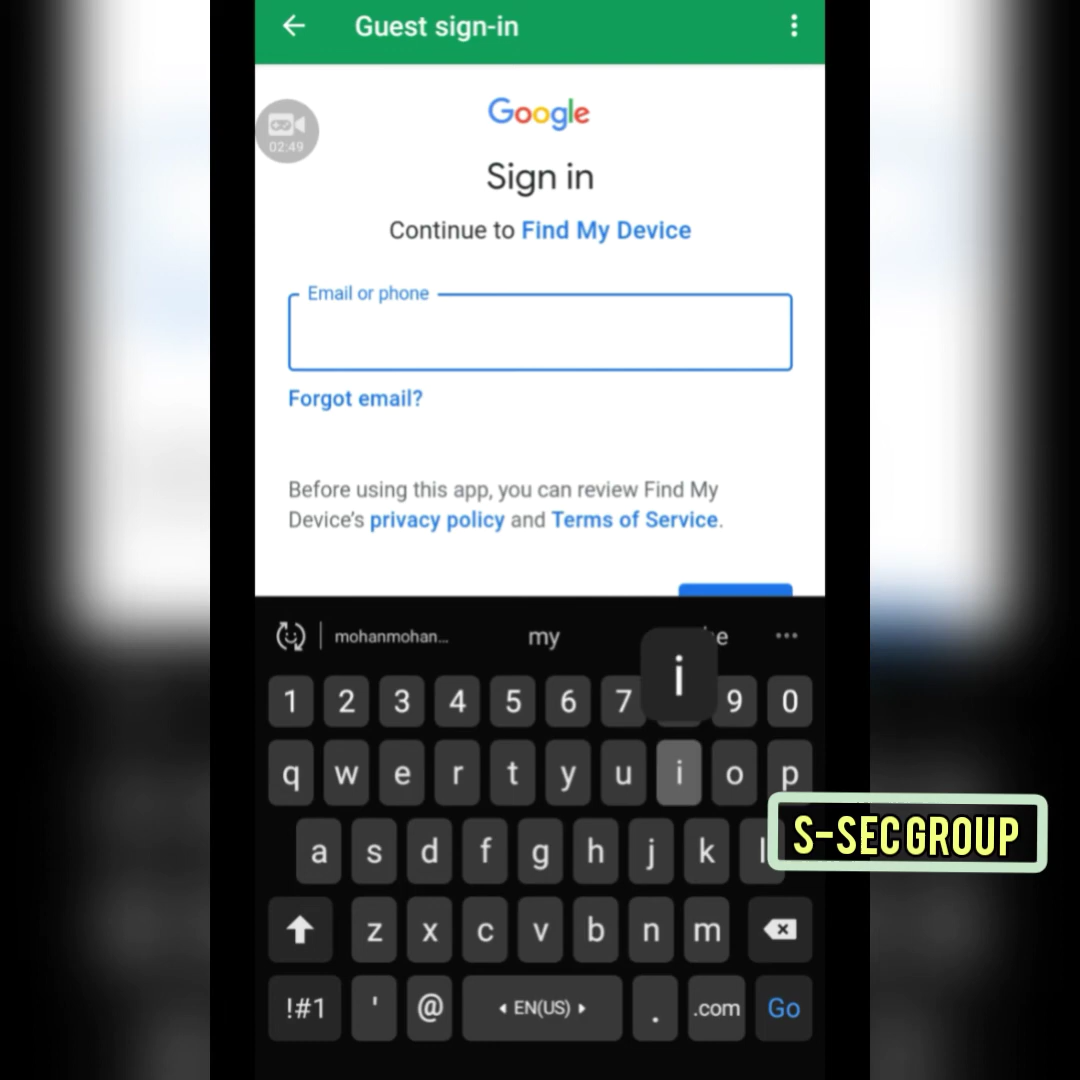 Guest sign-in
02:49
Google
Sign in
Continue to Find My Device
Email or phone
Forgot email?
Before using this app, you can review Find My
Device's privacy policy and Terms of Service.
mohanmohan... my
i
1 2 3 4 5 6 7 9 0
q w e r t y u i o p
S-SEC GROUP
a s d f g h j k l
z x c v b n m
!#1 ' @ EN(US) . .com Go